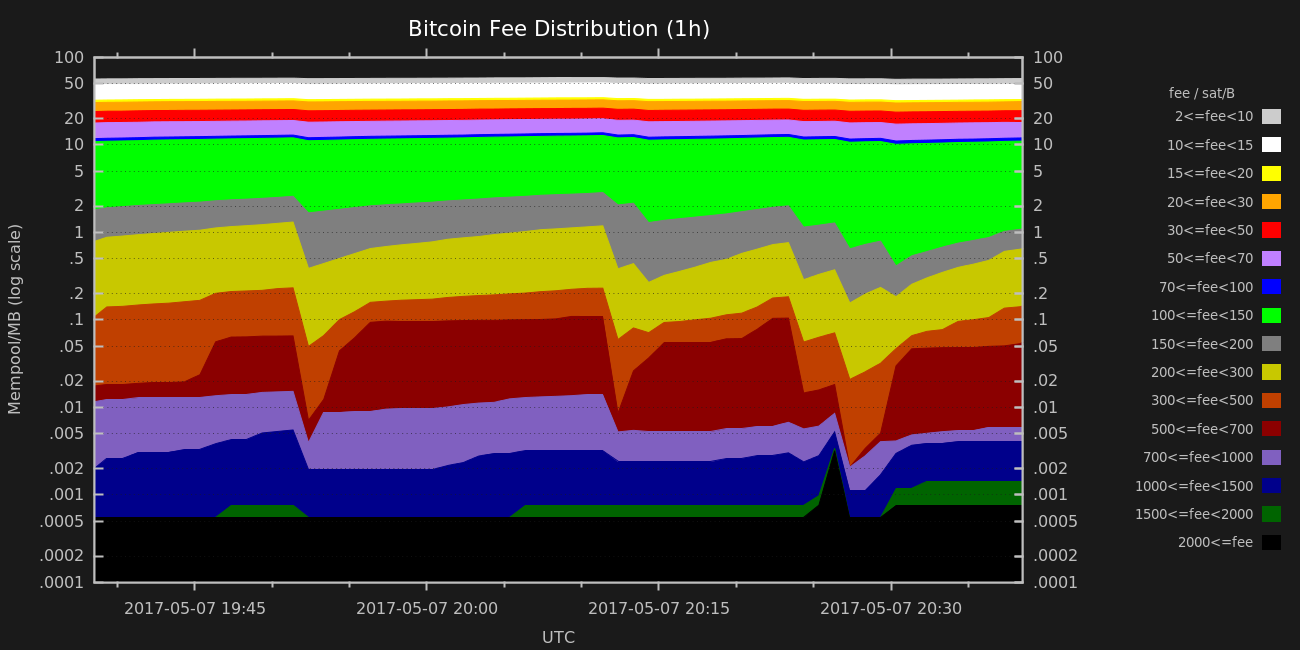 Bitcoin Fee Distribution (1h)
Mempool/MB (log scale)
100
50
20
10
5
2
1
.5
.2
.1
.05
.02
.01
.005
.002
.001
.0005
.0002
.0001
100
50
20
10
5
2
1
.5
.2
.1
.05
.02
.01
.005
.002
.001
.0005
.0002
.0001
2017-05-07 19:45
2017-05-07 20:00
2017-05-07 20:15
2017-05-07 20:30
UTC
fee / sat/B
2<=fee<10
10<=fee<15
15<=fee<20
20<=fee<30
30<=fee<50
50<=fee<70
70<=fee<100
100<=fee<150
150<=fee<200
200<=fee<300
300<=fee<500
500<=fee<700
700<=fee<1000
1000<=fee<1500
1500<=fee<2000
2000<=fee